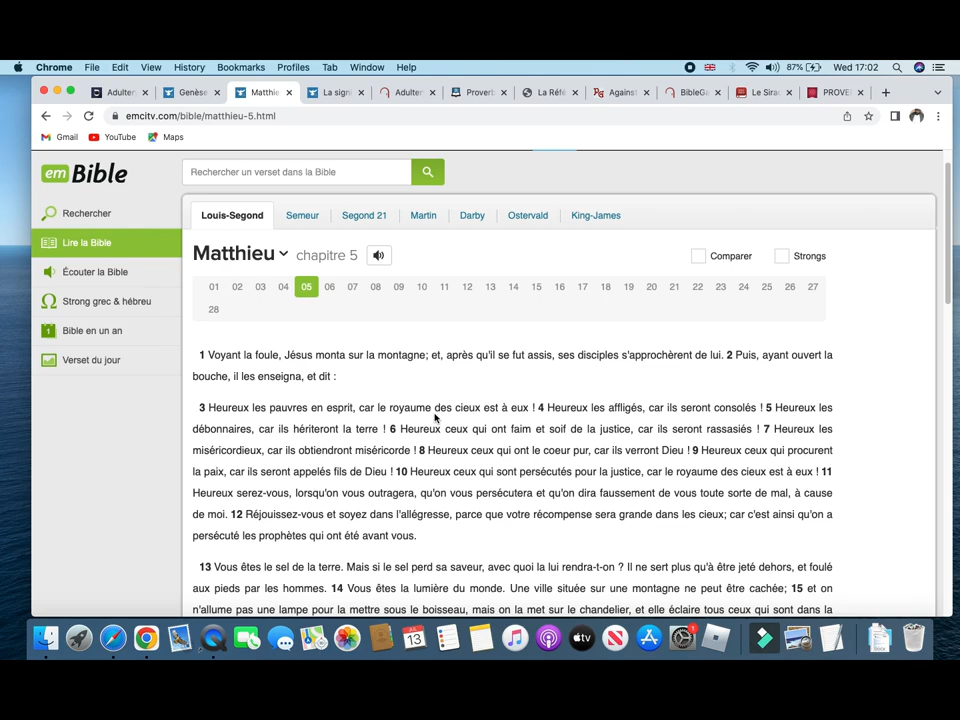 Chrome File Edit View History Bookmarks Profiles Tab Window Help 87% Wed 17:02
Adulter Genèse Matthie La sign Adulter Proverb La Réfé Against BibleGa Le Sirac PROVE
emcitv.com/bible/matthieu-5.html
Gmail YouTube Maps
em Bible
Rechercher un verset dans la Bible
Rechercher
Lire la Bible
Écouter la Bible
Strong grec & hébreu
1 Bible en un an
Verset du jour
Louis-Segond Semeur Segond 21 Martin Darby Ostervald King-James
Matthieu chapitre 5 Comparer Strongs
01 02 03 04 05 06 07 08 09 10 11 12 13 14 15 16 17 18 19 20 21 22 23 24 25 26 27
28
1 Voyant la foule, Jésus monta sur la montagne; et, après qu'il se fut assis, ses disciples s'approchèrent de lui. 2 Puis, ayant ouvert la
bouche, il les enseigna, et dit :
3 Heureux les pauvres en esprit, car le royaume des cieux est à eux ! 4 Heureux les affligés, car ils seront consolés ! 5 Heureux les
débonnaires, car ils hériteront la terre ! 6 Heureux ceux qui ont faim et soif de la justice, car ils seront rassasiés ! 7 Heureux les
miséricordieux, car ils obtiendront miséricorde ! 8 Heureux ceux qui ont le coeur pur, car ils verront Dieu ! 9 Heureux ceux qui procurent
la paix, car ils seront appelés fils de Dieu ! 10 Heureux ceux qui sont persécutés pour la justice, car le royaume des cieux est à eux ! 11
Heureux serez-vous, lorsqu'on vous outragera, qu'on vous persécutera et qu'on dira faussement de vous toute sorte de mal, à cause
de moi. 12 Réjouissez-vous et soyez dans l'allégresse, parce que votre récompense sera grande dans les cieux; car c'est ainsi qu'on a
persécuté les prophètes qui ont été avant vous.
13 Vous êtes le sel de la terre. Mais si le sel perd sa saveur, avec quoi la lui rendra-t-on ? Il ne sert plus qu'à être jeté dehors, et foulé
aux pieds par les hommes. 14 Vous êtes la lumière du monde. Une ville située sur une montagne ne peut être cachée; 15 et on
n'allume pas une lampe pour la mettre sous le boisseau, mais on la met sur le chandelier, et elle éclaire tous ceux qui sont dans la
13 tv 1